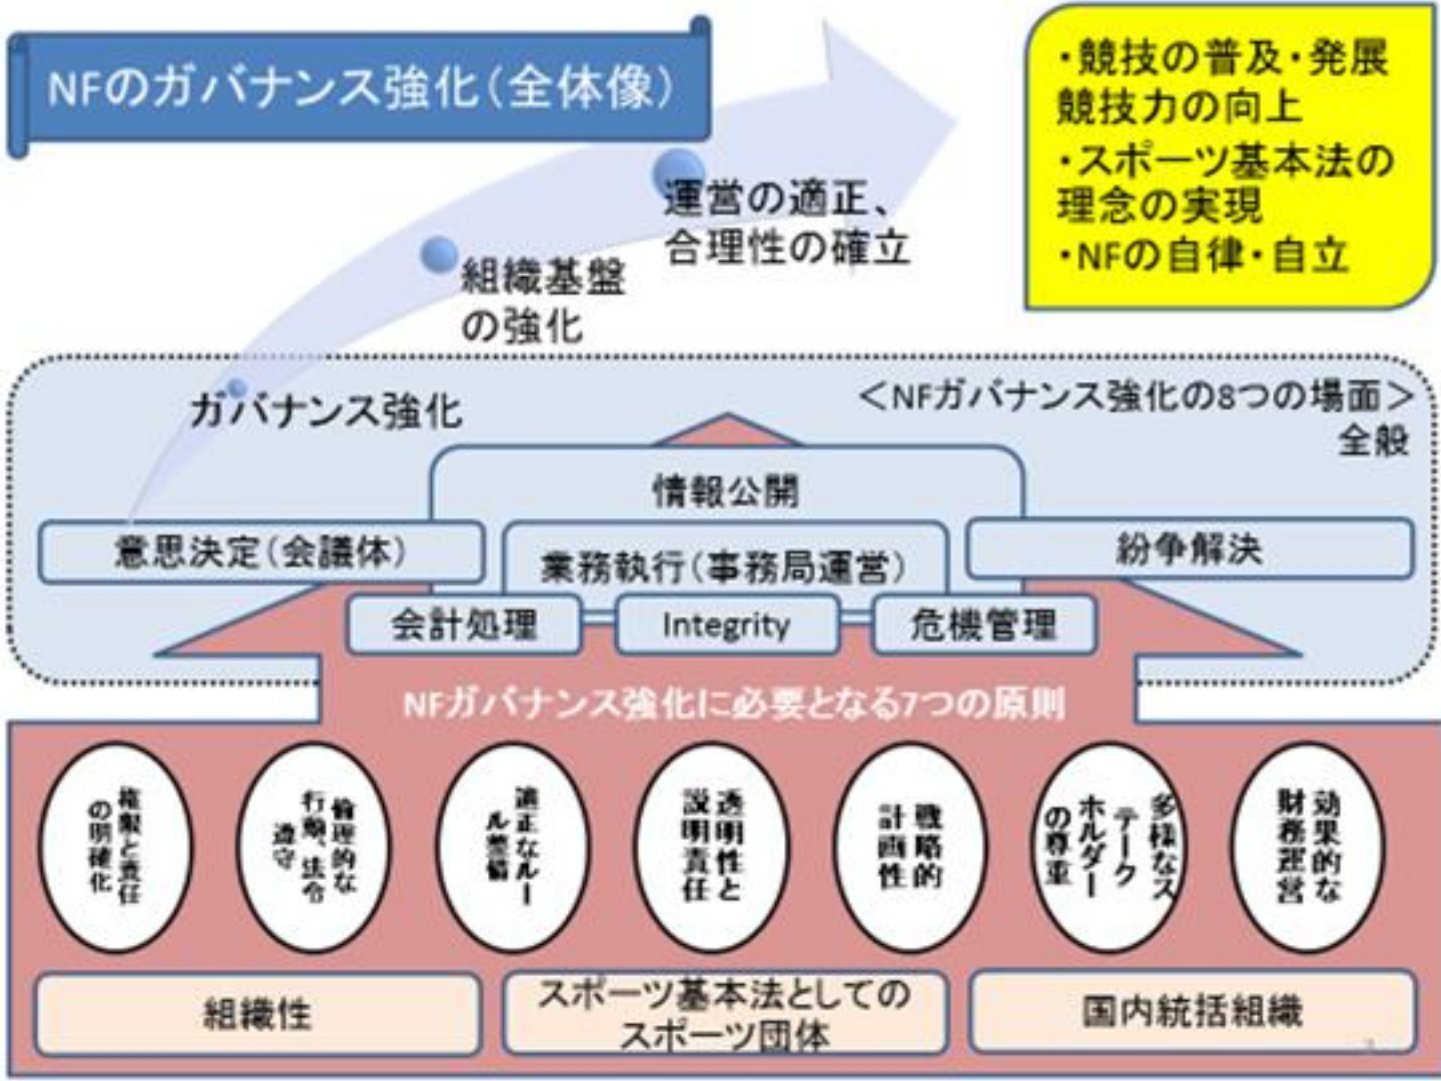 NFのガバナンス強化(全体像)
・競技の普及・発展
競技力の向上
・スポーツ基本法の
理念の実現
・NFの自律・自立
運営の適正、
合理性の確立
組織基盤
の強化
ガバナンス強化
<NFガバナンス強化の8つの場面>
全般
情報公開
意思決定(会議体)
業務執行(事務局運営)
紛争解決
会計処理
Integrity
危機管理
NFガバナンス強化に必要となる7つの原則
権限と責任
の明確化
倫理的な
行動、法令
遵守
適正なルー
ル整備
透明性と
説明責任
戦略的
計画性
多様なス
テーク
ホルダー
の尊重
効果的な
財務運営
組織性
スポーツ基本法としての
スポーツ団体
国内統括組織